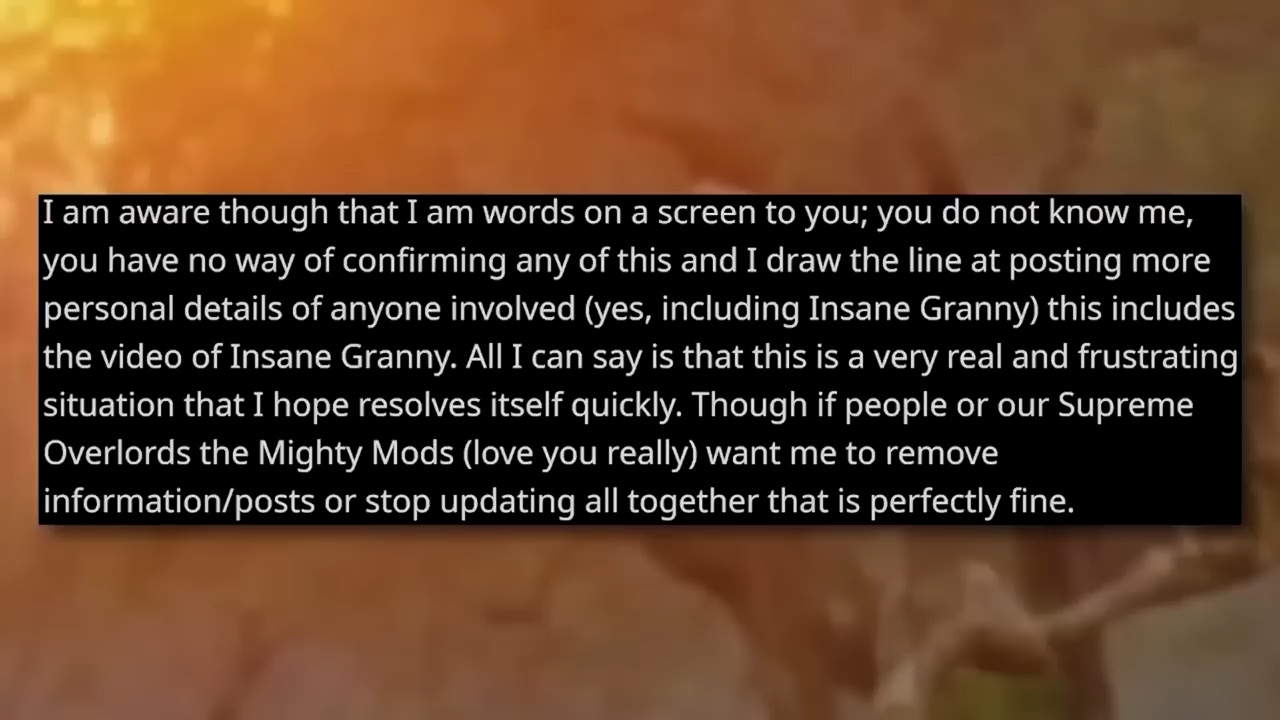 I am aware though that I am words on a screen to you; you do not know me,
you have no way of confirming any of this and I draw the line at posting more
personal details of anyone involved (yes, including Insane Granny) this includes
the video of Insane Granny. All I can say is that this is a very real and frustrating
situation that I hope resolves itself quickly. Though if people or our Supreme
Overlords the Mighty Mods (love you really) want me to remove
information/posts or stop updating all together that is perfectly fine.